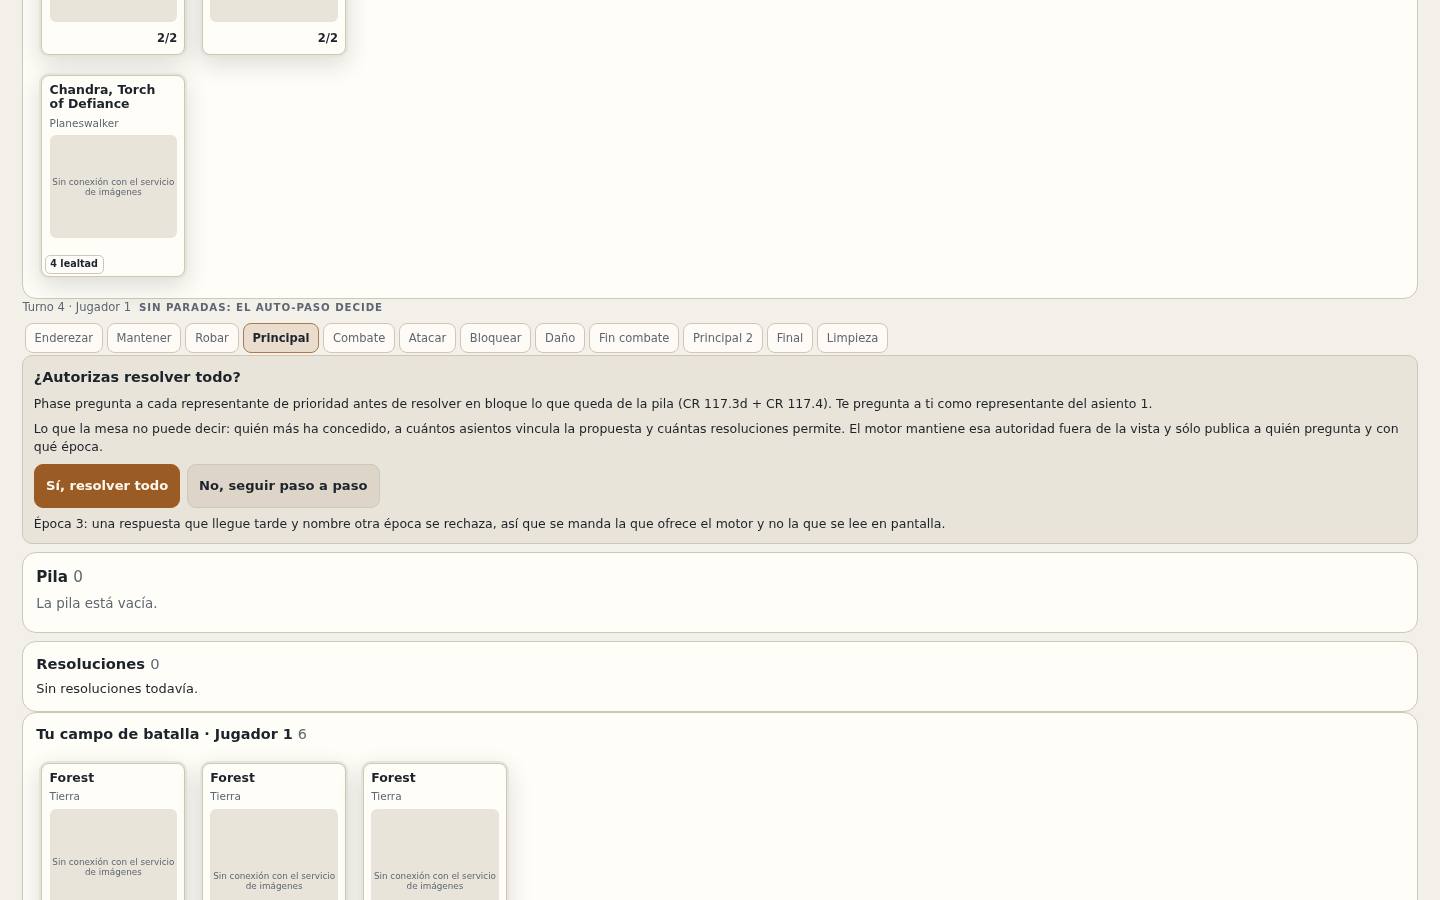 2/2
2/2
Chandra, Torch
of Defiance
Planeswalker
Sin conexión con el servicio
de imágenes
4 lealtad
Turno 4 · Jugador 1 SIN PARADAS: EL AUTO-PASO DECIDE
Enderezar Mantener Robar Principal Combate Atacar Bloquear Daño Fin combate Principal 2 Final Limpieza
¿Autorizas resolver todo?
Phase pregunta a cada representante de prioridad antes de resolver en bloque lo que queda de la pila (CR 117.3d + CR 117.4). Te pregunta a ti como representante del asiento 1.
Lo que la mesa no puede decir: quién más ha concedido, a cuántos asientos vincula la propuesta y cuántas resoluciones permite. El motor mantiene esa autoridad fuera de la vista y sólo publica a quién pregunta y con
qué época.
Sí, resolver todo No, seguir paso a paso
Época 3: una respuesta que llegue tarde y nombre otra época se rechaza, así que se manda la que ofrece el motor y no la que se lee en pantalla.
Pila 0
La pila está vacía.
Resoluciones 0
Sin resoluciones todavía.
Tu campo de batalla · Jugador 1 6
Forest Forest Forest
Tierra Tierra Tierra
Sin conexión con el servicio
de imágenes
Sin conexión con el servicio
de imágenes
Sin conexión con el servicio
de imágenes